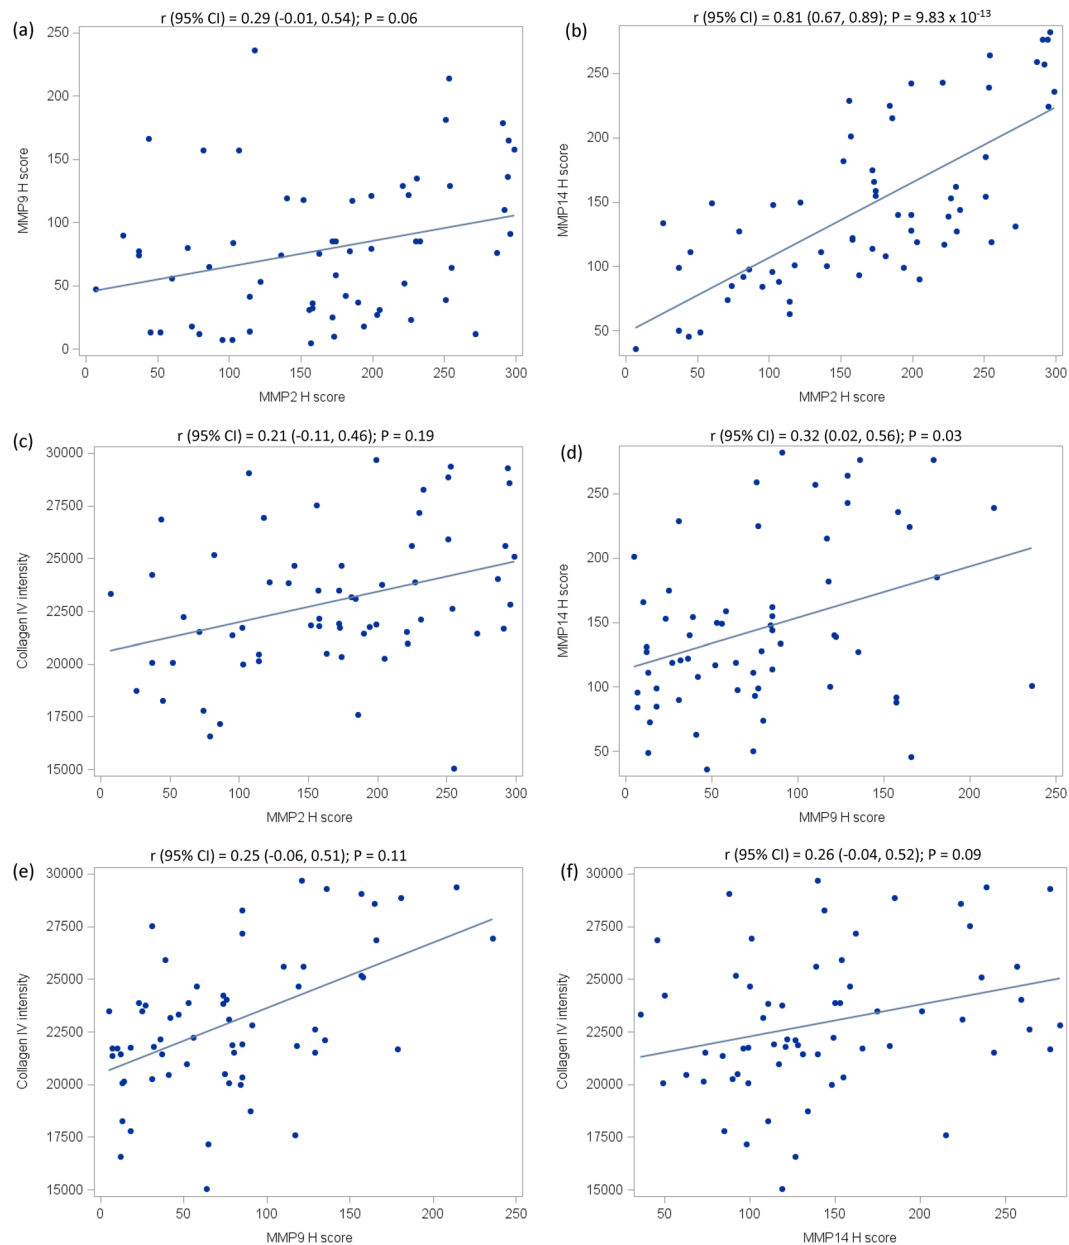 (a)
r (95% CI) = 0.29 (-0.01, 0.54); P = 0.06
250
200
150
100
50
0
MMP9 H score
0 50 100 150 200 250 300
MMP2 H score
(b)
r (95% CI) = 0.81 (0.67, 0.89); P = 9.83 x 10⁻¹³
250
200
150
100
50
MMP14 H score
0 50 100 150 200 250 300
MMP2 H score
(c)
r (95% CI) = 0.21 (-0.11, 0.46); P = 0.19
30000
27500
25000
22500
20000
17500
15000
Collagen IV intensity
0 50 100 150 200 250 300
MMP2 H score
(d)
r (95% CI) = 0.32 (0.02, 0.56); P = 0.03
250
200
150
100
50
MMP14 H score
0 50 100 150 200 250
MMP9 H score
(e)
r (95% CI) = 0.25 (-0.06, 0.51); P = 0.11
30000
27500
25000
22500
20000
17500
15000
Collagen IV intensity
0 50 100 150 200 250
MMP9 H score
(f)
r (95% CI) = 0.26 (-0.04, 0.52); P = 0.09
30000
27500
25000
22500
20000
17500
15000
Collagen IV intensity
50 100 150 200 250
MMP14 H score